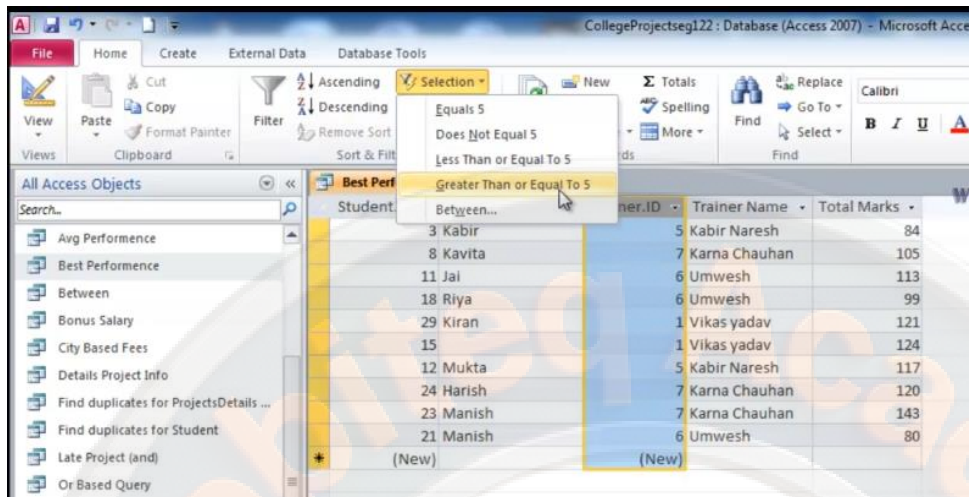 A
CollegeProjectseg122 : Database (Access 2007) - Microsoft Acce
File Home Create External Data Database Tools
View
Views
Paste
Cut
Copy
Format Painter
Clipboard
Filter
Ascending
Descending
Remove Sort
Sort & Filt
Selection
Equals 5
Does Not Equal 5
Less Than or Equal To 5
Greater Than or Equal To 5
Between...
New
Totals
Spelling
More
rds
Find
Replace
Go To
Select
Find
Calibri
B I U A
All Access Objects
Search...
Avg Performence
Best Performence
Between
Bonus Salary
City Based Fees
Details Project Info
Find duplicates for ProjectsDetails ...
Find duplicates for Student
Late Project (and)
Or Based Query
Best Perf
Student. ner.ID Trainer Name Total Marks
3 Kabir 5 Kabir Naresh 84
8 Kavita 7 Karna Chauhan 105
11 Jai 6 Umwesh 113
18 Riya 6 Umwesh 99
29 Kiran 1 Vikas yadav 121
15 1 Vikas yadav 124
12 Mukta 5 Kabir Naresh 117
24 Harish 7 Karna Chauhan 120
23 Manish 7 Karna Chauhan 143
21 Manish 6 Umwesh 80
(New) (New)
W